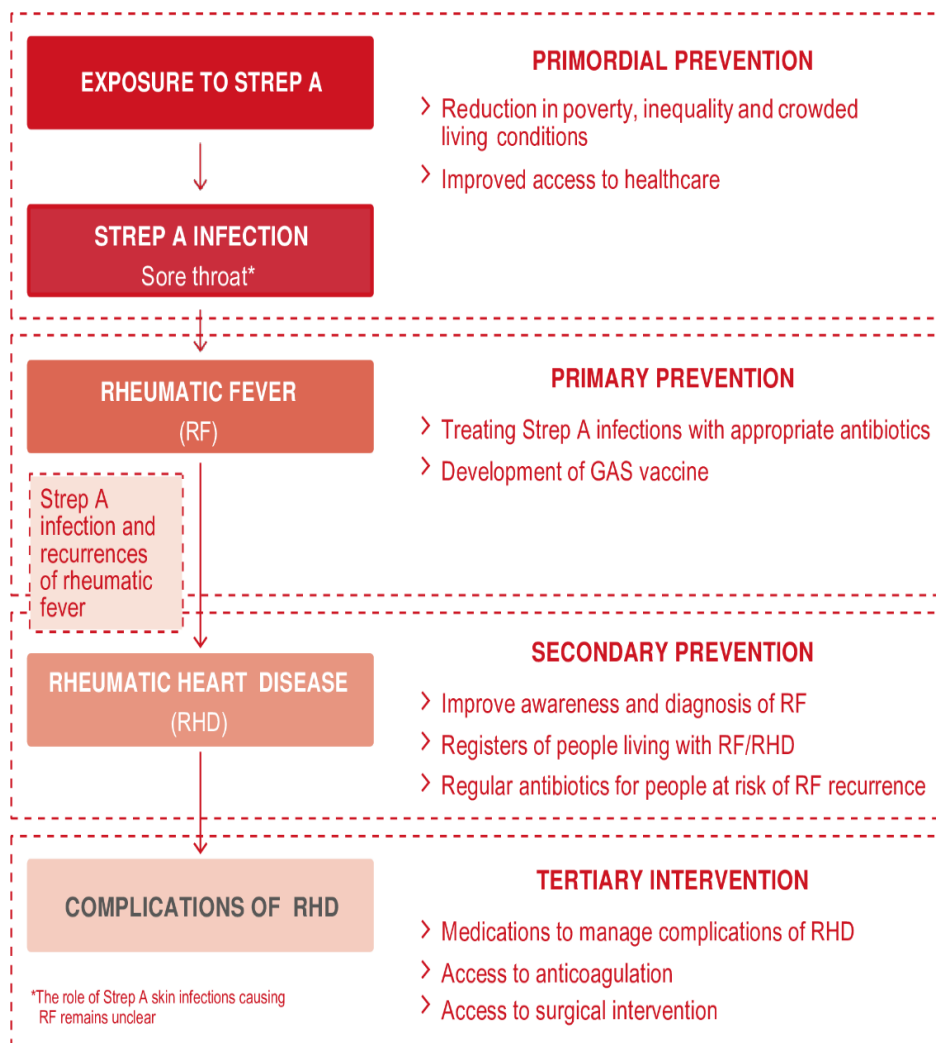 EXPOSURE TO STREP A
PRIMORDIAL PREVENTION
> Reduction in poverty, inequality and crowded
living conditions
> Improved access to healthcare
STREP A INFECTION
Sore throat*
RHEUMATIC FEVER
(RF)
PRIMARY PREVENTION
> Treating Strep A infections with appropriate antibiotics
> Development of GAS vaccine
Strep A
infection and
recurrences
of rheumatic
fever
RHEUMATIC HEART DISEASE
(RHD)
SECONDARY PREVENTION
> Improve awareness and diagnosis of RF
> Registers of people living with RF/RHD
> Regular antibiotics for people at risk of RF recurrence
COMPLICATIONS OF RHD
TERTIARY INTERVENTION
> Medications to manage complications of RHD
> Access to anticoagulation
> Access to surgical intervention
*The role of Strep A skin infections causing
RF remains unclear